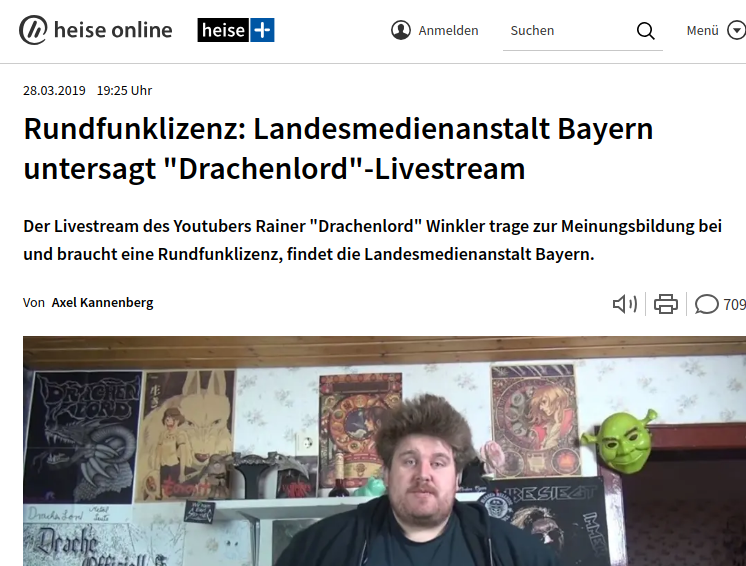 heise online
heise +
Anmelden
Suchen
Menü
28.03.2019 19:25 Uhr
Rundfunklizenz: Landesmedienanstalt Bayern
untersagt "Drachenlord"-Livestream
Der Livestream des Youtubers Rainer "Drachenlord" Winkler trage zur Meinungsbildung bei
und braucht eine Rundfunklizenz, findet die Landesmedienanstalt Bayern.
Von Axel Kannenberg
709
DRACHEN
LORD
Drache